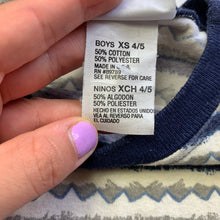 BOYS XS 4/5
50% COTTON
50% POLYESTER
MADE IN U.S.A.
RN #89789
SEE REVERSE FOR CARE
NINOS XCH 4/5
50% ALGODON
50% POLIESTER
HECHO EN ESTADOS UNIDOS
VEA AL REVERSO PARA
EL CUIDADO